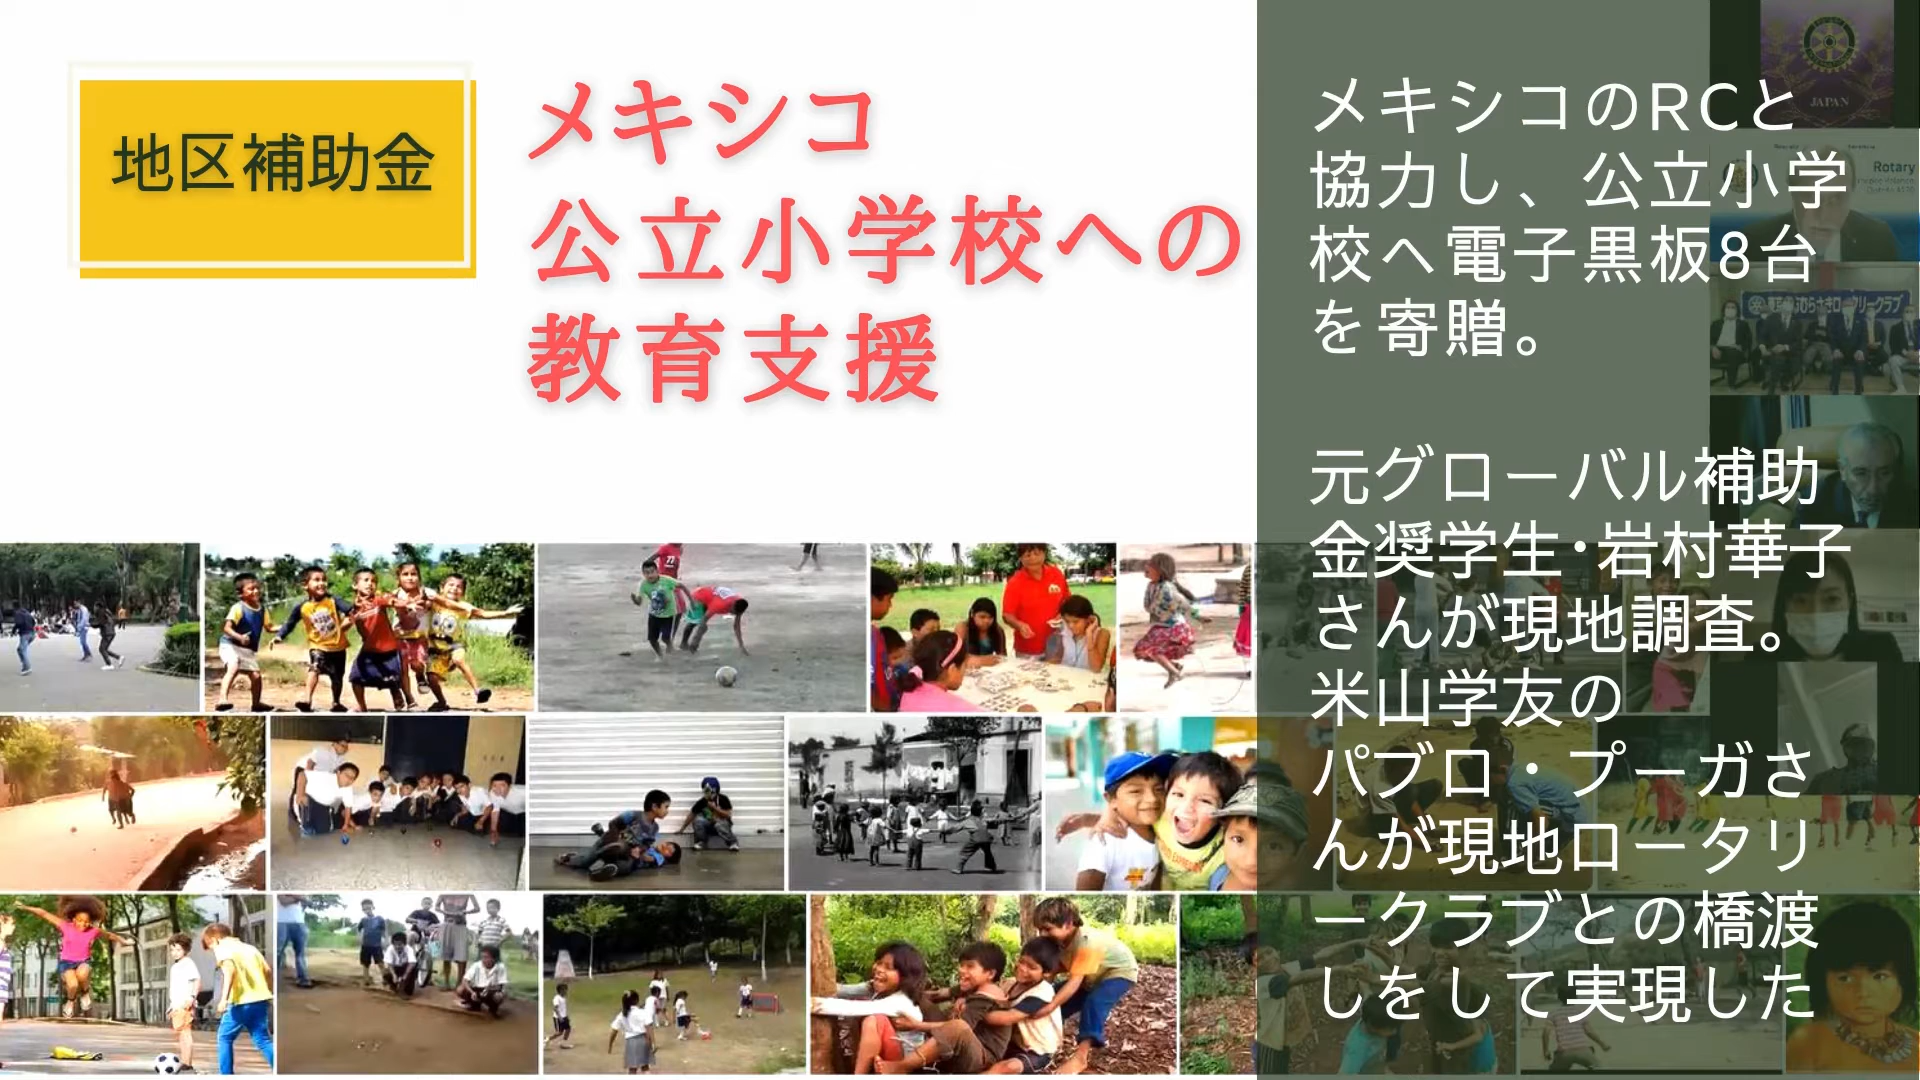 地区補助金
メキシコ
公立小学校への
教育支援
メキシコのRCと
協力し、公立小学
校へ電子黒板8台
を寄贈。
元グローバル補助
金奨学生・岩村華子
さんが現地調査。
米山学友の
パブロ・プーガさ
んが現地ロータリ
ークラブとの橋渡
しをして実現した
JAPAN
Rotary